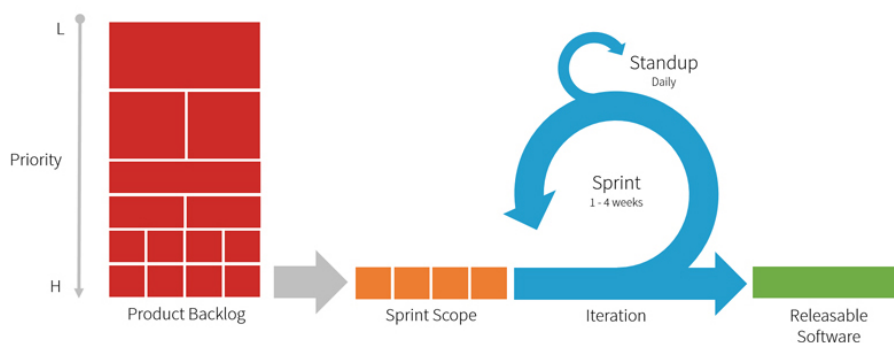 L
Priority
H
Product Backlog
Sprint Scope
Standup
Daily
Sprint
1 - 4 weeks
Iteration
Releasable
Software